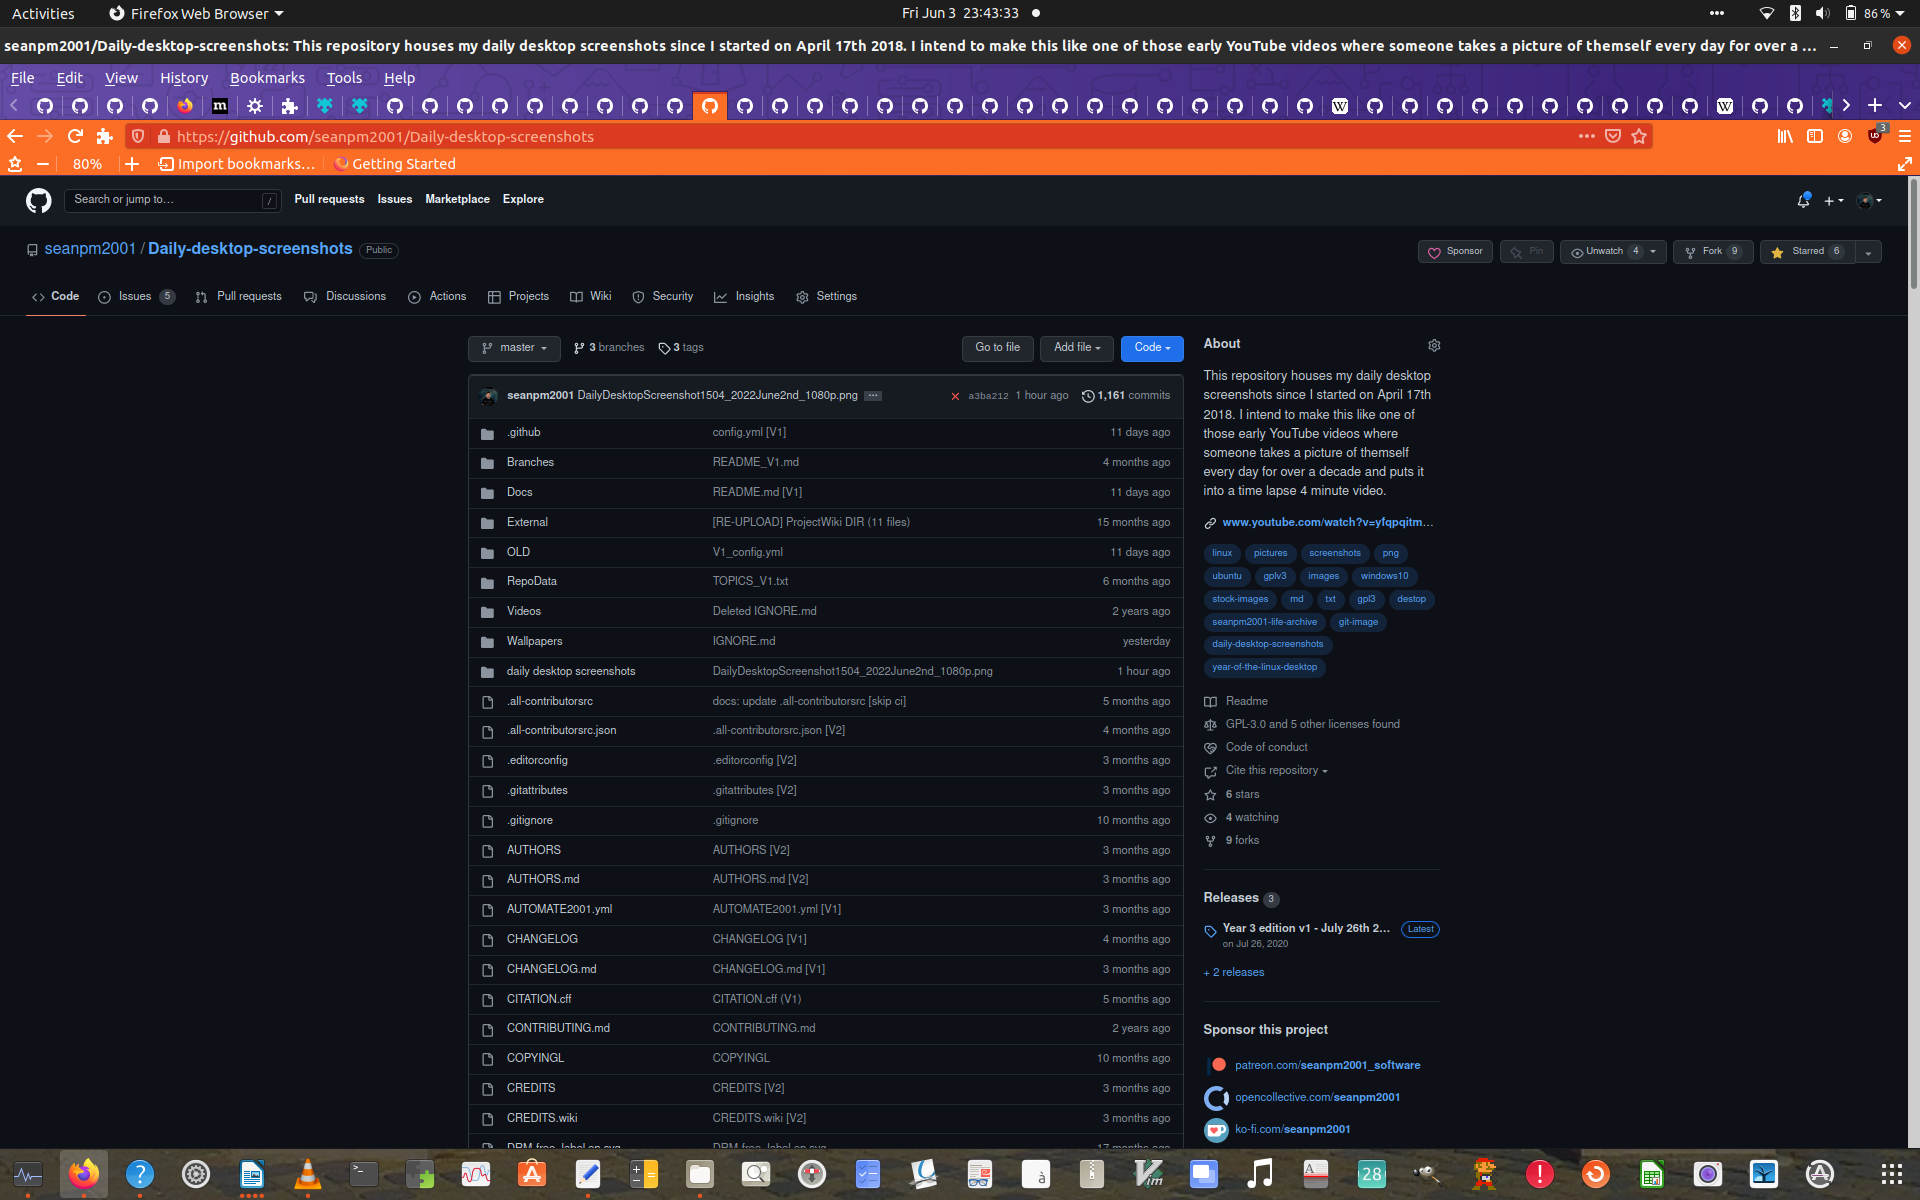 Activities
Firefox Web Browser
Fri Jun 3 23:43:33
86 %
seanpm2001/Daily-desktop-screenshots: This repository houses my daily desktop screenshots since I started on April 17th 2018. I intend to make this like one of those early YouTube videos where someone takes a picture of themself every day for over a ...
File Edit View History Bookmarks Tools Help
https://github.com/seanpm2001/Daily-desktop-screenshots
3
80%
Import bookmarks...
Getting Started
Search or jump to...
/
Pull requests Issues Marketplace Explore
seanpm2001 / Daily-desktop-screenshots Public
Sponsor
Pin
Unwatch 4
Fork 9
Starred 6
Code
Issues 5
Pull requests
Discussions
Actions
Projects
Wiki
Security
Insights
Settings
master
3 branches
3 tags
Go to file
Add file
Code
seanpm2001 DailyDesktopScreenshot1504_2022June2nd_1080p.png ... a3ba212 1 hour ago 1,161 commits
.github config.yml [V1] 11 days ago
Branches README_V1.md 4 months ago
Docs README.md [V1] 11 days ago
External [RE-UPLOAD] ProjectWiki DIR (11 files) 15 months ago
OLD V1_config.yml 11 days ago
RepoData TOPICS_V1.txt 6 months ago
Videos Deleted IGNORE.md 2 years ago
Wallpapers IGNORE.md yesterday
daily desktop screenshots DailyDesktopScreenshot1504_2022June2nd_1080p.png 1 hour ago
.all-contributorsrc docs: update .all-contributorsrc [skip ci] 5 months ago
.all-contributorsrc.json .all-contributorsrc.json [V2] 4 months ago
.editorconfig .editorconfig [V2] 3 months ago
.gitattributes .gitattributes [V2] 3 months ago
.gitignore .gitignore 10 months ago
AUTHORS AUTHORS [V2] 3 months ago
AUTHORS.md AUTHORS.md [V2] 3 months ago
AUTOMATE2001.yml AUTOMATE2001.yml [V1] 3 months ago
CHANGELOG CHANGELOG [V1] 4 months ago
CHANGELOG.md CHANGELOG.md [V1] 3 months ago
CITATION.cff CITATION.cff (V1) 5 months ago
CONTRIBUTING.md CONTRIBUTING.md 2 years ago
COPYINGL COPYINGL 10 months ago
CREDITS CREDITS [V2] 3 months ago
CREDITS.wiki CREDITS.wiki [V2] 3 months ago
About
This repository houses my daily desktop
screenshots since I started on April 17th
2018. I intend to make this like one of
those early YouTube videos where
someone takes a picture of themself
every day for over a decade and puts it
into a time lapse 4 minute video.
www.youtube.com/watch?v=yfqpqitm...
linux pictures screenshots png
ubuntu gplv3 images windows10
stock-images md txt gpl3 destop
seanpm2001-life-archive git-image
daily-desktop-screenshots
year-of-the-linux-desktop
Readme
GPL-3.0 and 5 other licenses found
Code of conduct
Cite this repository
6 stars
4 watching
9 forks
Releases 3
Year 3 edition v1 - July 26th 2... Latest
on Jul 26, 2020
+ 2 releases
Sponsor this project
patreon.com/seanpm2001_software
opencollective.com/seanpm2001
ko-fi.com/seanpm2001
28